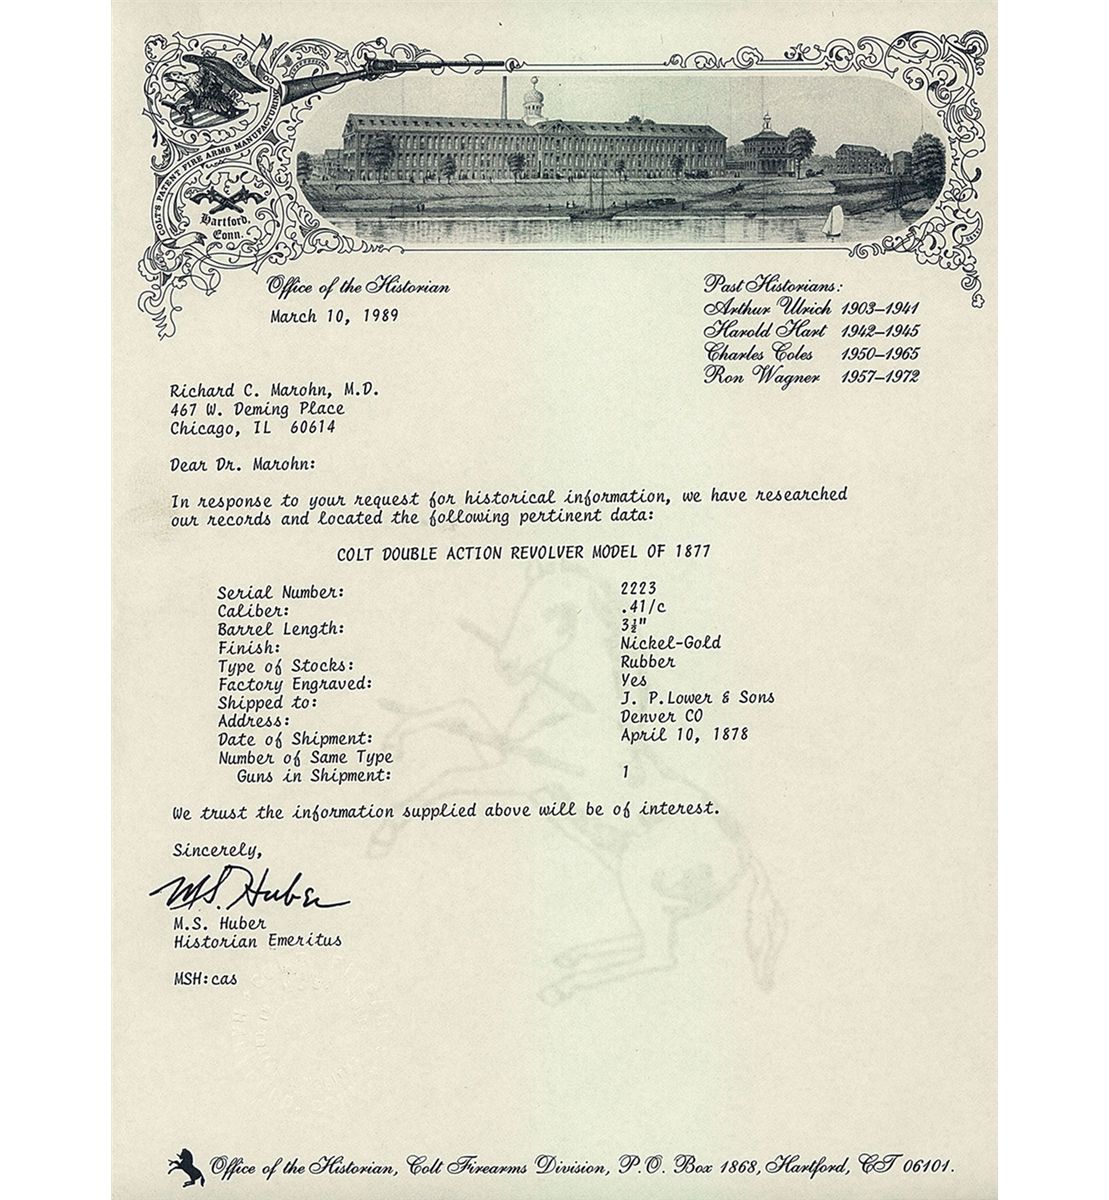 COLT'S PATENT FIRE ARMS MANUFACTURING CO
Hartford,
Conn.
Office of the Historian
March 10, 1989
Past Historians:
Arthur Ulrich 1903–1941
Harold Hart 1942–1945
Charles Coles 1950–1965
Ron Wagner 1957–1972
Richard C. Marohn, M.D.
467 W. Deming Place
Chicago, IL 60614
Dear Dr. Marohn:
In response to your request for historical information, we have researched
our records and located the following pertinent data:
COLT DOUBLE ACTION REVOLVER MODEL OF 1877
Serial Number: 2223
Caliber: .41/c
Barrel Length: 3½"
Finish: Nickel-Gold
Type of Stocks: Rubber
Factory Engraved: Yes
Shipped to: J. P.Lower & Sons
Address: Denver CO
Date of Shipment: April 10, 1878
Number of Same Type
Guns in Shipment: 1
We trust the information supplied above will be of interest.
Sincerely,
M.S. Huber
M.S. Huber
Historian Emeritus
MSH:cas
Office of the Historian, Colt Firearms Division, P.O. Box 1868, Hartford, CT 06101.